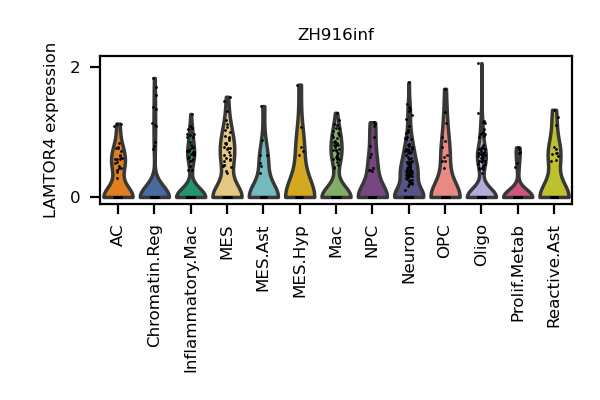 ZH916inf
LAMTOR4 expression
2
0
AC
Chromatin.Reg
Inflammatory.Mac
MES
MES.Ast
MES.Hyp
Mac
NPC
Neuron
OPC
Oligo
Prolif.Metab
Reactive.Ast